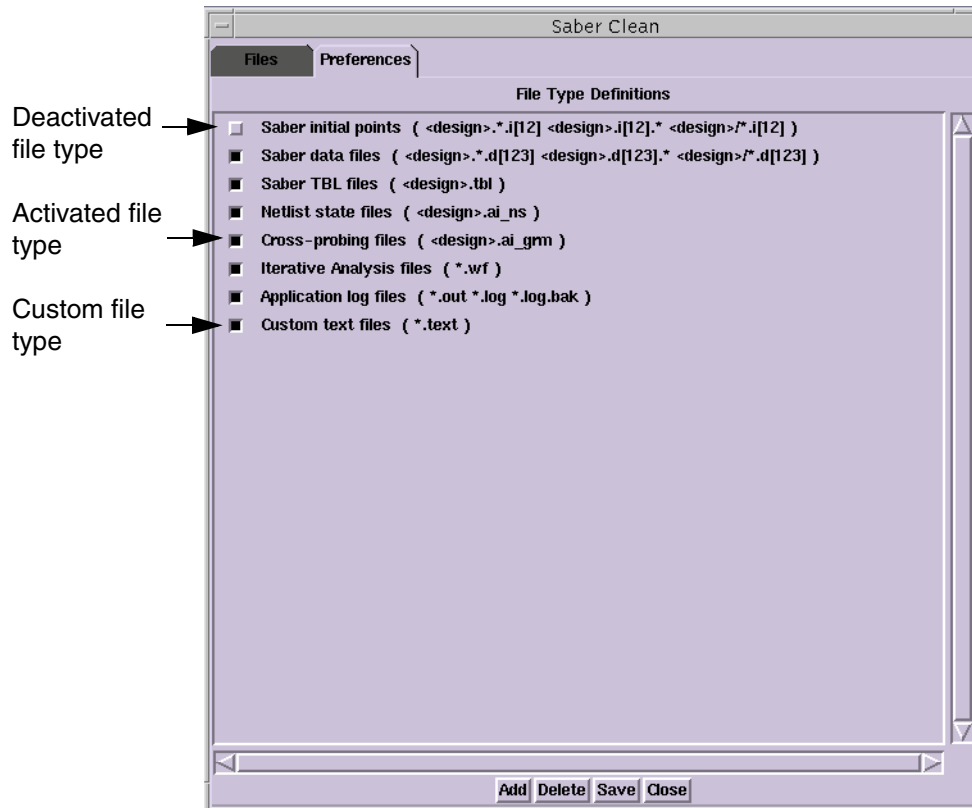 Saber Clean
Files
Preferences
File Type Definitions
Deactivated
file type
Saber initial points ( <design>.*.i[12] <design>.i[12].* <design>/*.i[12] )
Saber data files ( <design>.*.d[123] <design>.d[123].* <design>/*.d[123] )
Saber TBL files ( <design>.tbl )
Netlist state files ( <design>.ai_ns )
Activated file
type
Cross-probing files ( <design>.ai_grm )
Iterative Analysis files ( *.wf )
Application log files ( *.out *.log *.log.bak )
Custom file
type
Custom text files ( *.text )
Add Delete Save Close